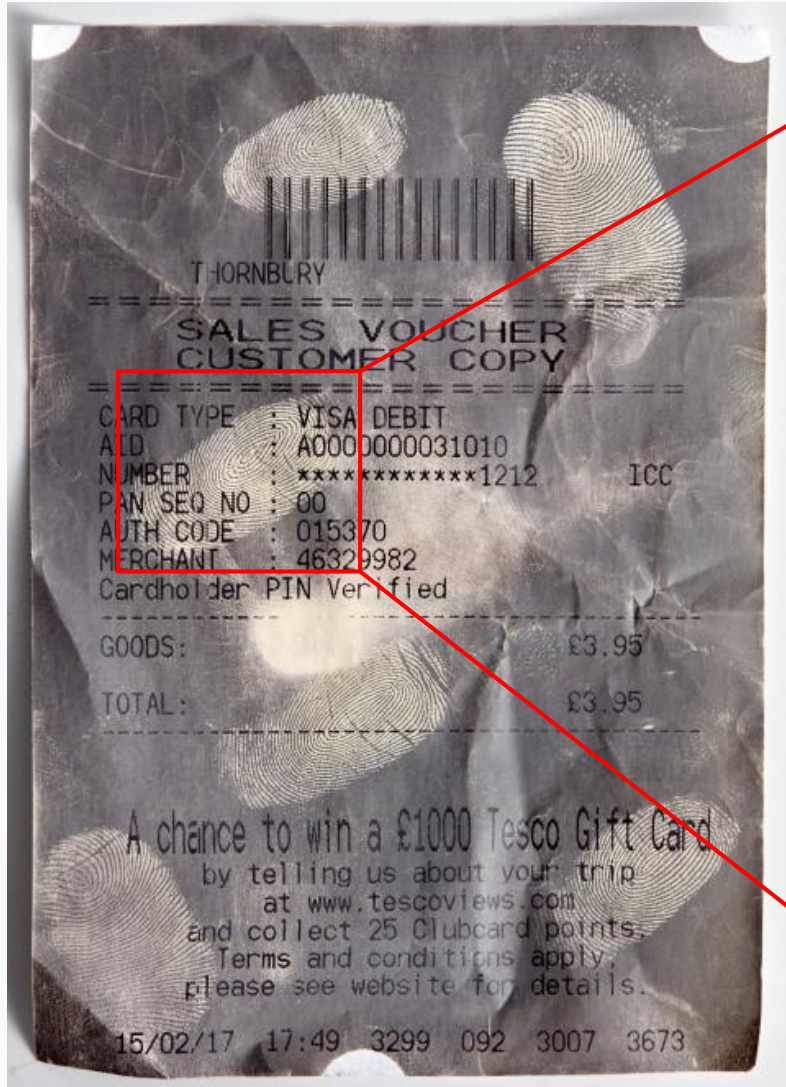 THORNBURY
SALES VOUCHER
CUSTOMER COPY
CARD TYPE : VISA DEBIT
AID : A0000000031010
NUMBER : ************1212 ICC
PAN SEQ NO : 00
AUTH CODE : 015370
MERCHANT : 46329982
Cardholder PIN Verified
GOODS: £3.95
TOTAL: £3.95
A chance to win a £1000 Tesco Gift Card
by telling us about your trip
at www.tescoviews.com
and collect 25 Clubcard points.
Terms and conditions apply,
please see website for details.
15/02/17 17:49 3299 092 3007 3673